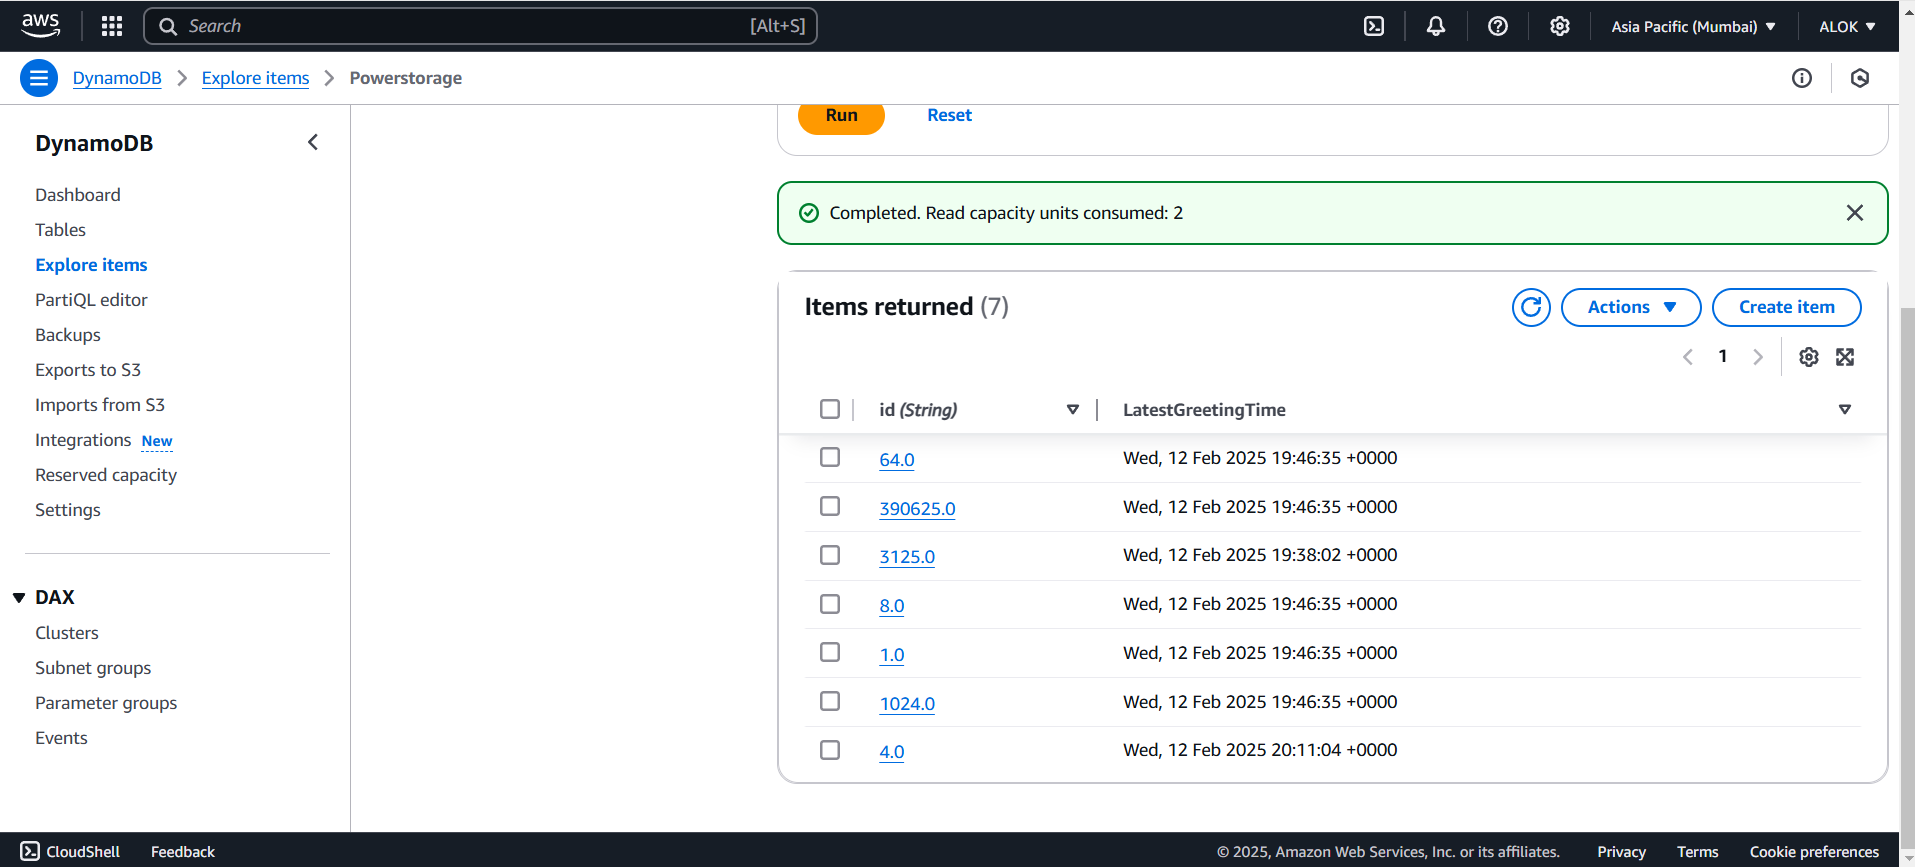 aws Search [Alt+S] Asia Pacific (Mumbai) ALOK
DynamoDB Explore items Powerstorage
DynamoDB
Dashboard
Tables
Explore items
PartiQL editor
Backups
Exports to S3
Imports from S3
Integrations New
Reserved capacity
Settings
DAX
Clusters
Subnet groups
Parameter groups
Events
Run Reset
Completed. Read capacity units consumed: 2
Items returned (7) Actions Create item
1
id (String) LatestGreetingTime
64.0 Wed, 12 Feb 2025 19:46:35 +0000
390625.0 Wed, 12 Feb 2025 19:46:35 +0000
3125.0 Wed, 12 Feb 2025 19:38:02 +0000
8.0 Wed, 12 Feb 2025 19:46:35 +0000
1.0 Wed, 12 Feb 2025 19:46:35 +0000
1024.0 Wed, 12 Feb 2025 19:46:35 +0000
4.0 Wed, 12 Feb 2025 20:11:04 +0000
CloudShell Feedback © 2025, Amazon Web Services, Inc. or its affiliates. Privacy Terms Cookie preferences